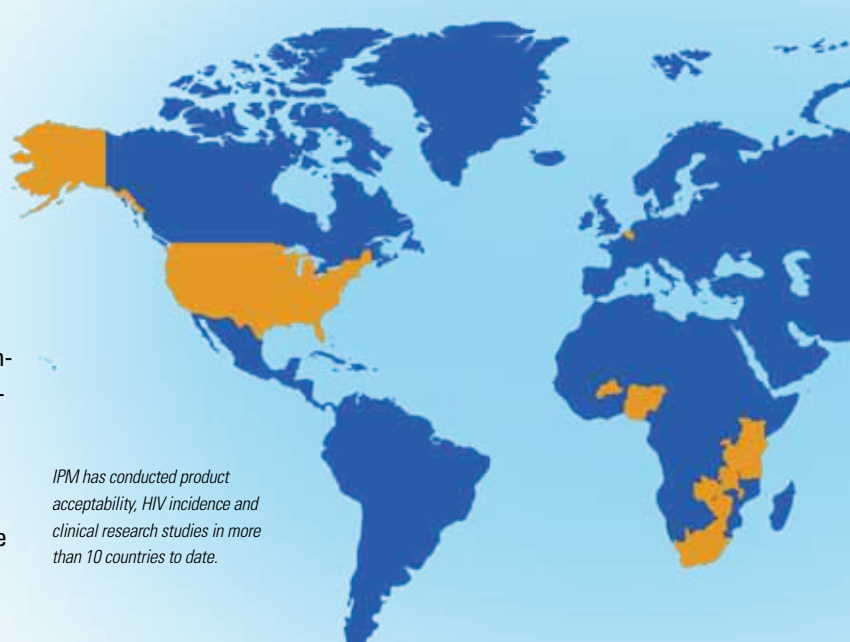 n-
-
e
IPM has conducted product
acceptability, HIV incidence and
clinical research studies in more
than 10 countries to date.